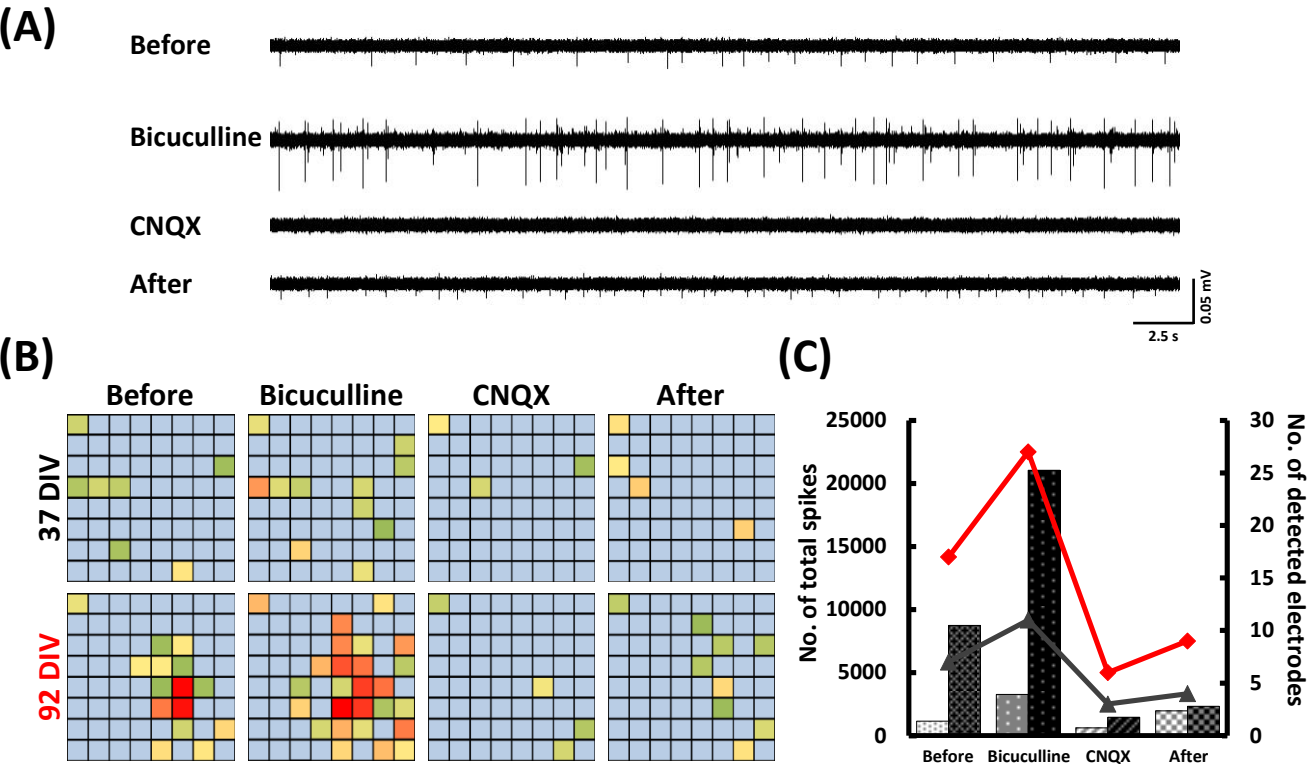 (A)
Before
Bicuculline
CNQX
After
0.05 mV
2.5 s
(B)
Before Bicuculline CNQX After
37 DIV
92 DIV
(C)
No. of total spikes
25000
20000
15000
10000
5000
0
Before Bicuculline CNQX After
30
25
20
15
10
5
0
No. of detected electrodes